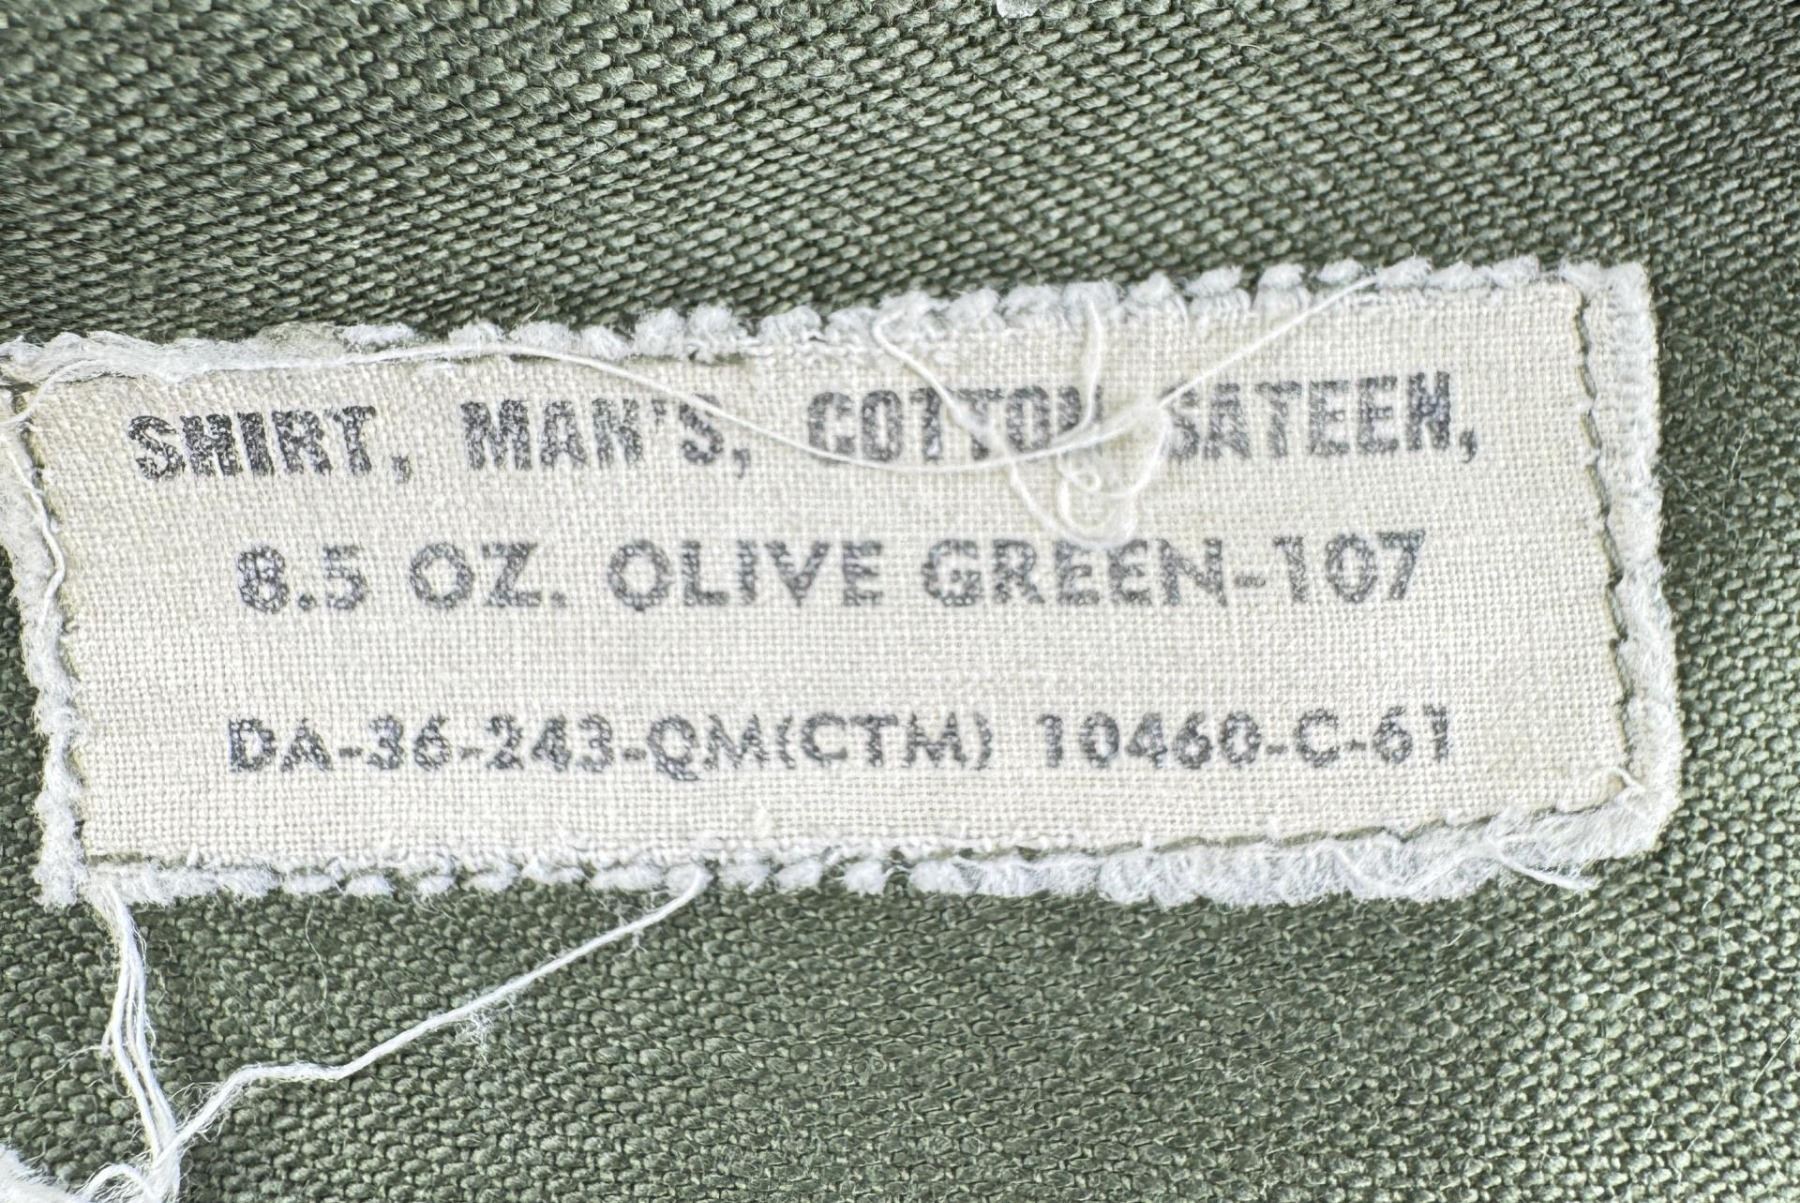 SHIRT, MAN'S, COTTON SATEEN,
8.5 OZ. OLIVE GREEN-107
DA-36-243-QM(CTM) 10460-C-61